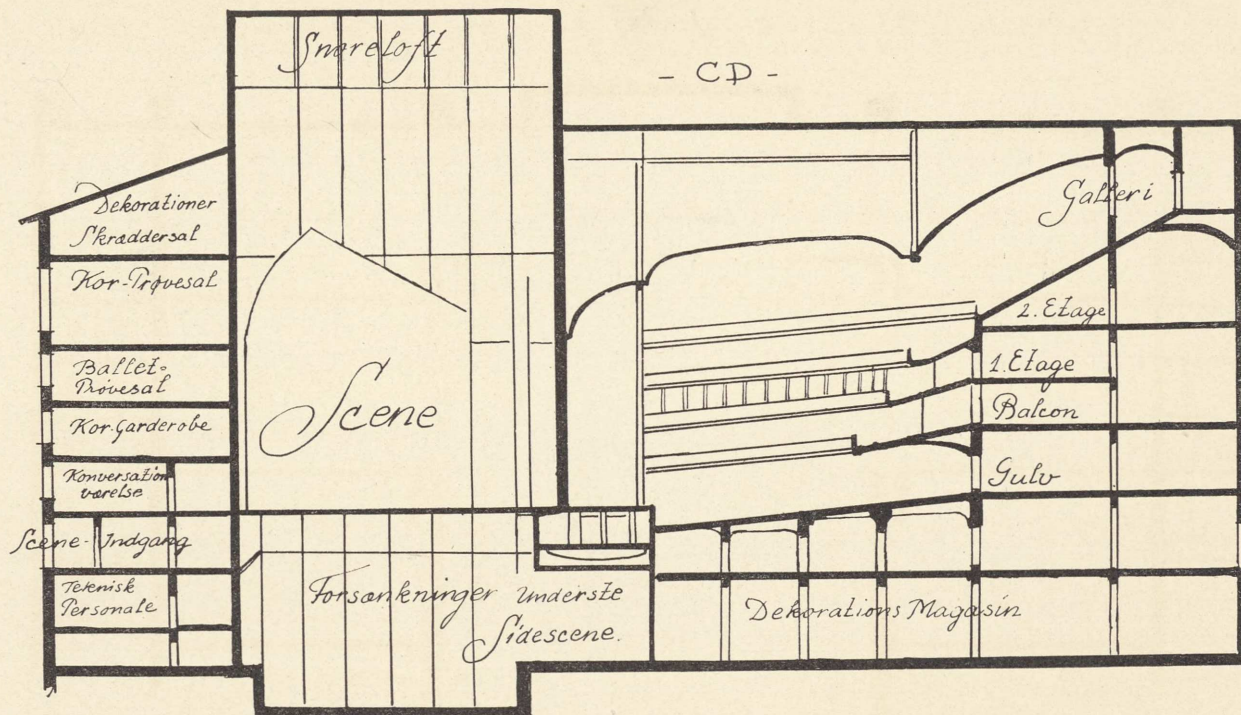 Snoreloft
- CD -
Dekorationer
Skræddersal
Galleri
Kor-Prøvesal
2. Etage
Ballet-
Prøvesal
1. Etage
Scene
Balcon
Kor-Garderobe
Konversation
værelse
Gulv
Scene-Indgang
Teknisk
Personale
Forsænkninger underste
Sidescene.
Dekorations Magasin